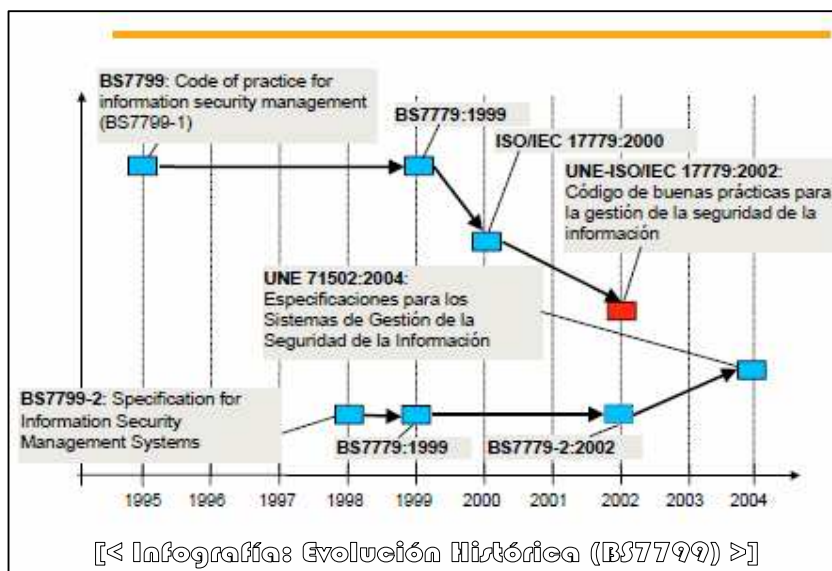 BS7799: Code of practice for
information security management
(BS7799-1)
BS7779:1999
ISO/IEC 17779:2000
UNE-ISO/IEC 17779:2002:
Código de buenas prácticas para
la gestión de la seguridad de la
información
UNE 71502:2004:
Especificaciones para los
Sistemas de Gestión de la
Seguridad de la Información
BS7799-2: Specification for
Information Security
Management Systems
BS7779:1999
BS7779-2:2002
1995 1996 1997 1998 1999 2000 2001 2002 2003 2004
[< Infografía: Evolución Histórica (BS7799) >]